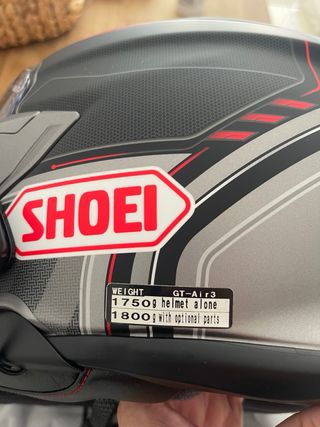 SHOEI
WEIGHT GT-Air3
1750g helmet alone
1800g with optional parts